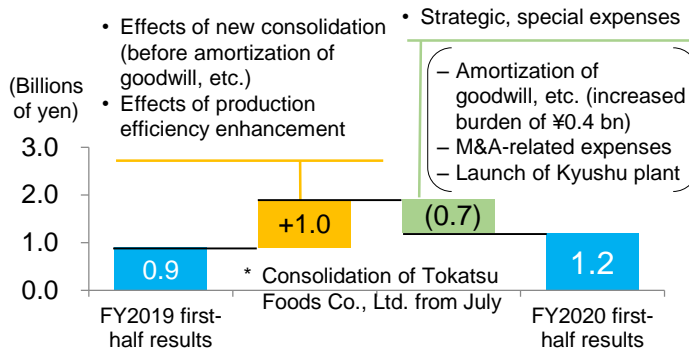 • Effects of new consolidation
(before amortization of
goodwill, etc.)
• Effects of production
efficiency enhancement
• Strategic, special expenses
– Amortization of
goodwill, etc. (increased
burden of ¥0.4 bn)
– M&A-related expenses
– Launch of Kyushu plant
(Billions
of yen)
3.0
2.0
1.0
0.0
0.9
+1.0
(0.7)
1.2
* Consolidation of Tokatsu
Foods Co., Ltd. from July
FY2019 first-
half results
FY2020 first-
half results